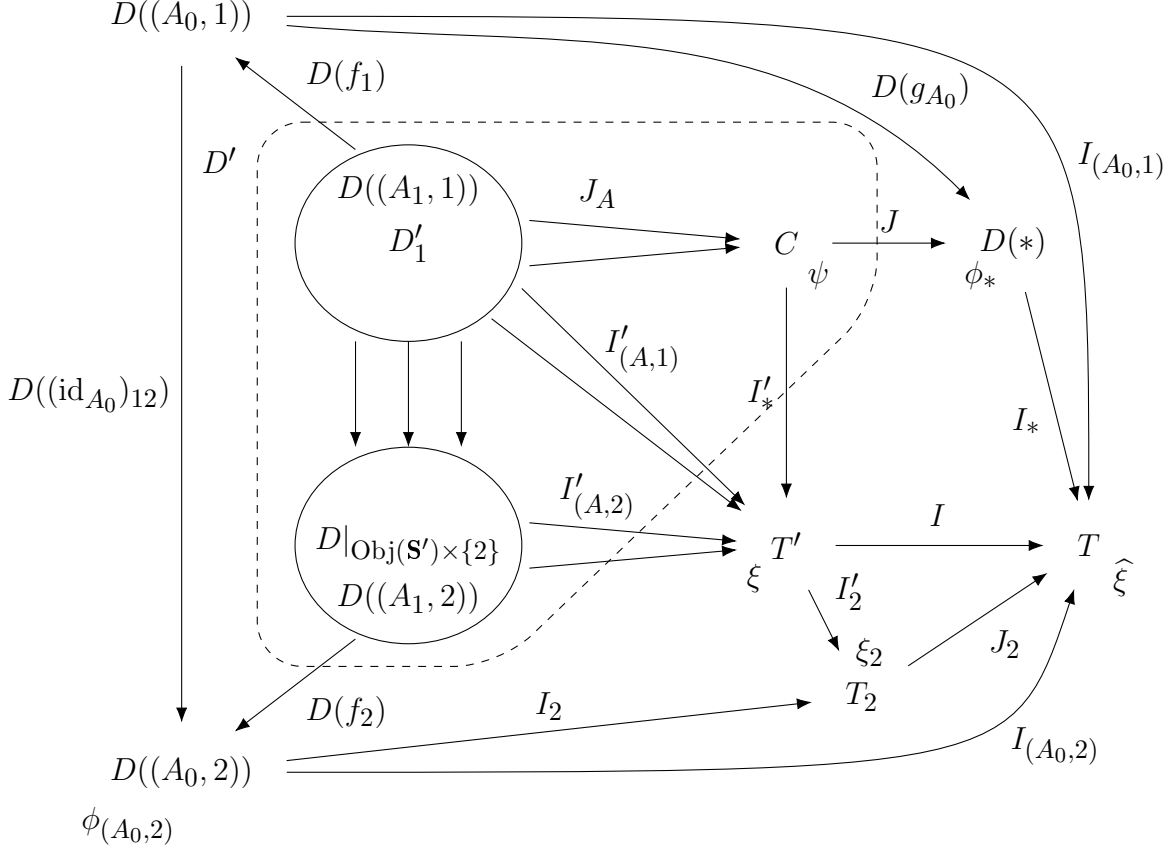 D((A_0, 1))
D(f_1)
D(g_{A_0})
D′
I_{(A_0,1)}
D((A_1, 1))
J_A
D′_1
C
J
D(∗)
ψ
ϕ_∗
I′_{(A,1)}
D((id_{A_0})_{12})
I′_∗
I_∗
I′_{(A,2)}
I
D|_{Obj(S′)×{2}}
T′
T
ξ
ξ̂
D((A_1, 2))
I′_2
ξ_2
J_2
T_2
D(f_2)
I_2
I_{(A_0,2)}
D((A_0, 2))
ϕ_{(A_0,2)}